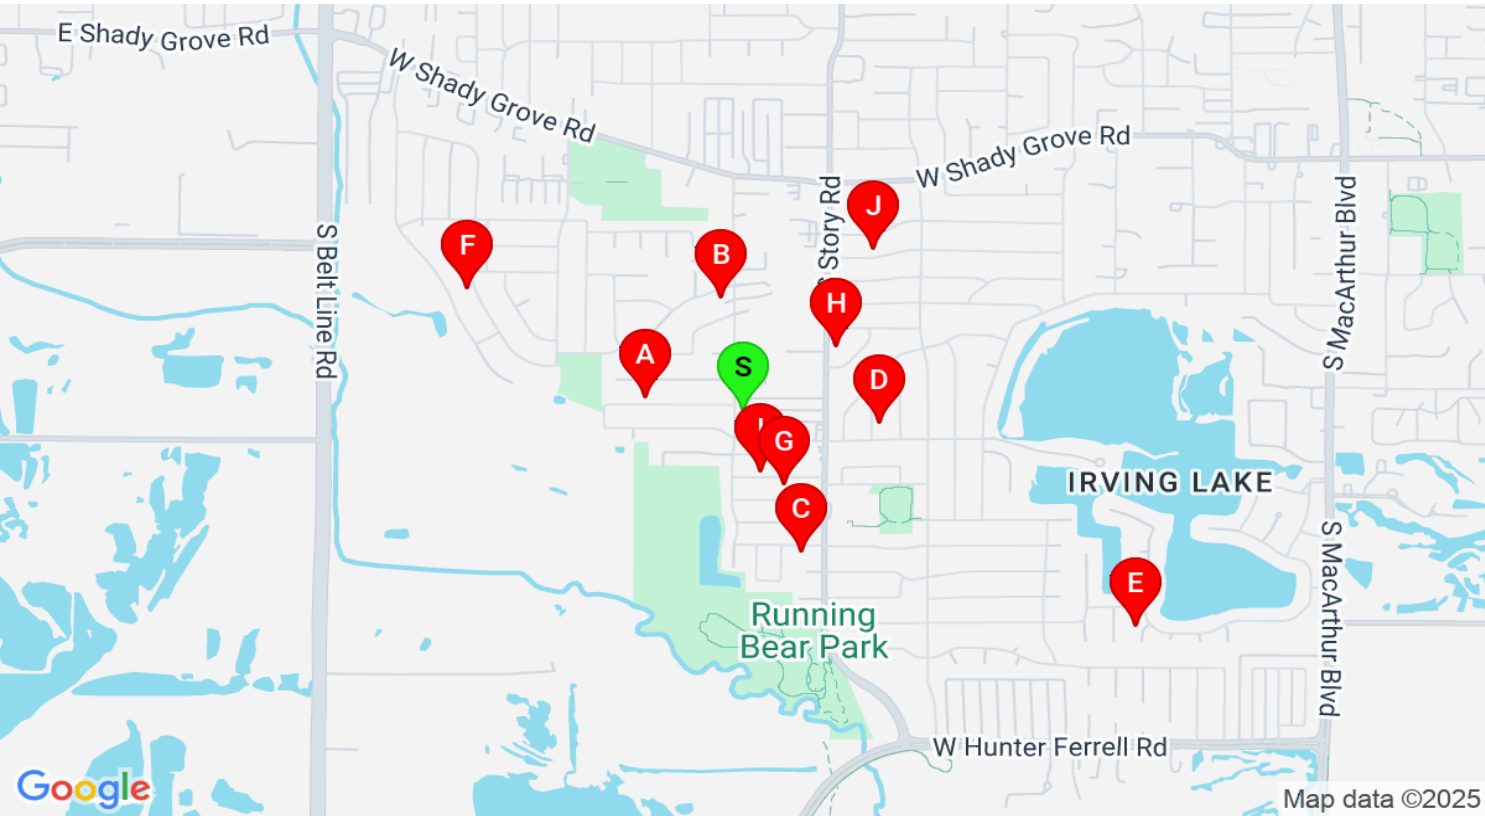 E Shady Grove Rd
W Shady Grove Rd
W Shady Grove Rd
S Belt Line Rd
S Story Rd
S MacArthur Blvd
J
F
B
H
A
S
D
G
C
IRVING LAKE
E
S MacArthur Blvd
Running
Bear Park
W Hunter Ferrell Rd
Google
Map data ©2025